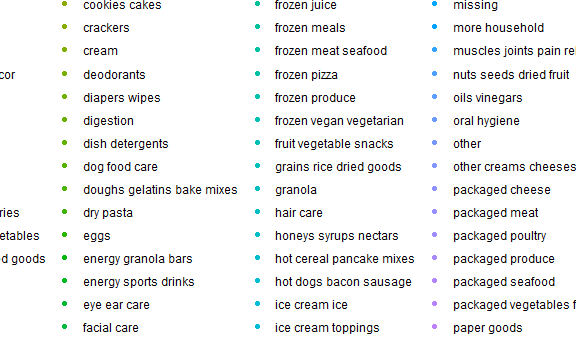 cor
ries
etables
d goods
cookies cakes
crackers
cream
deodorants
diapers wipes
digestion
dish detergents
dog food care
doughs gelatins bake mixes
dry pasta
eggs
energy granola bars
energy sports drinks
eye ear care
facial care
frozen juice
frozen meals
frozen meat seafood
frozen pizza
frozen produce
frozen vegan vegetarian
fruit vegetable snacks
grains rice dried goods
granola
hair care
honeys syrups nectars
hot cereal pancake mixes
hot dogs bacon sausage
ice cream ice
ice cream toppings
missing
more household
muscles joints pain rel
nuts seeds dried fruit
oils vinegars
oral hygiene
other
other creams cheeses
packaged cheese
packaged meat
packaged poultry
packaged produce
packaged seafood
packaged vegetables f
paper goods